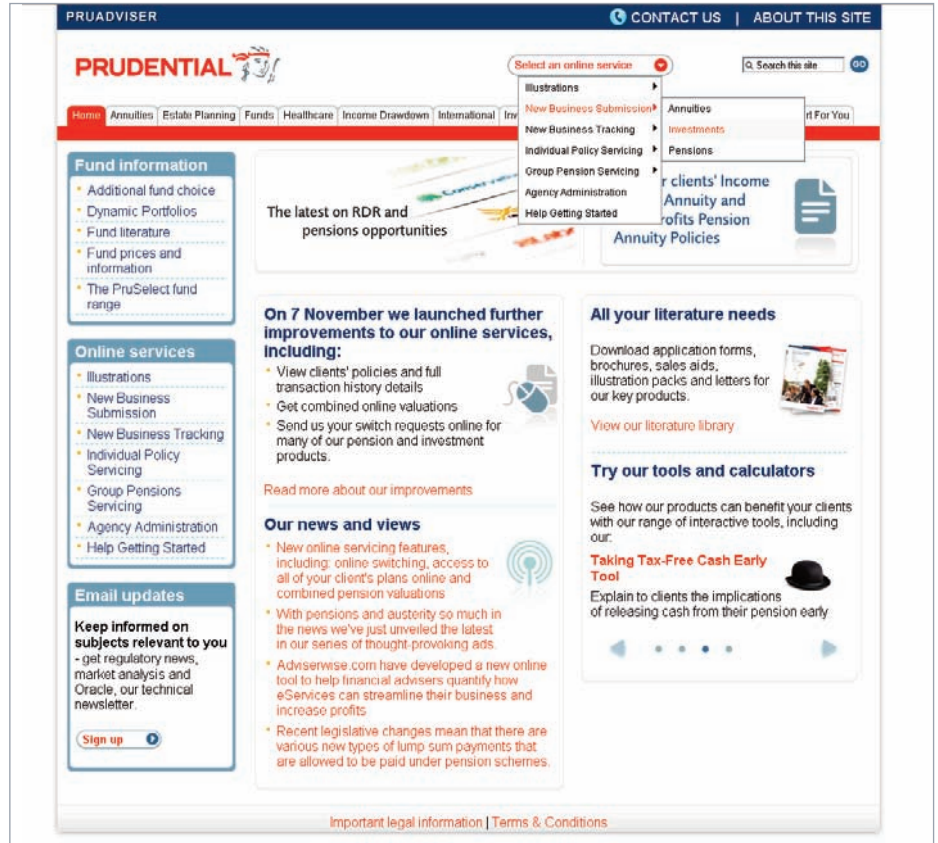 PRUADVISER
CONTACT US | ABOUT THIS SITE
PRUDENTIAL
Select an online service
Search this site
GO
Illustrations
New Business Submission
New Business Tracking
Individual Policy Servicing
Group Pension Servicing
Agency Administration
Help Getting Started
Annuities
Investments
Pensions
Home Annuities Estate Planning Funds Healthcare Income Drawdown International
For You
Fund information
Additional fund choice
Dynamic Portfolios
Fund literature
Fund prices and
information
The PruSelect fund
range
The latest on RDR and
pensions opportunities
clients' Income
Annuity and
Pension
Annuity Policies
Online services
Illustrations
New Business
Submission
New Business Tracking
Individual Policy
Servicing
Group Pensions
Servicing
Agency Administration
Help Getting Started
Email updates
Keep informed on
subjects relevant to you
- get regulatory news,
market analysis and
Oracle, our technical
newsletter.
Sign up
On 7 November we launched further
improvements to our online services,
including:
View clients' policies and full
transaction history details
Get combined online valuations
Send us your switch requests online for
many of our pension and investment
products.
Read more about our improvements
Our news and views
New online servicing features,
including: online switching, access to
all of your client's plans online and
combined pension valuations
With pensions and austerity so much in
the news we've just unveiled the latest
in our series of thought-provoking ads.
Adviserwise.com have developed a new online
tool to help financial advisers quantify how
eServices can streamline their business and
increase profits
Recent legislative changes mean that there are
various new types of lump sum payments that
are allowed to be paid under pension schemes.
All your literature needs
Download application forms,
brochures, sales aids,
illustration packs and letters for
our key products.
View our literature library
Try our tools and calculators
See how our products can benefit your clients
with our range of interactive tools, including
our:
Taking Tax-Free Cash Early
Tool
Explain to clients the implications
of releasing cash from their pension early
Important legal information | Terms & Conditions